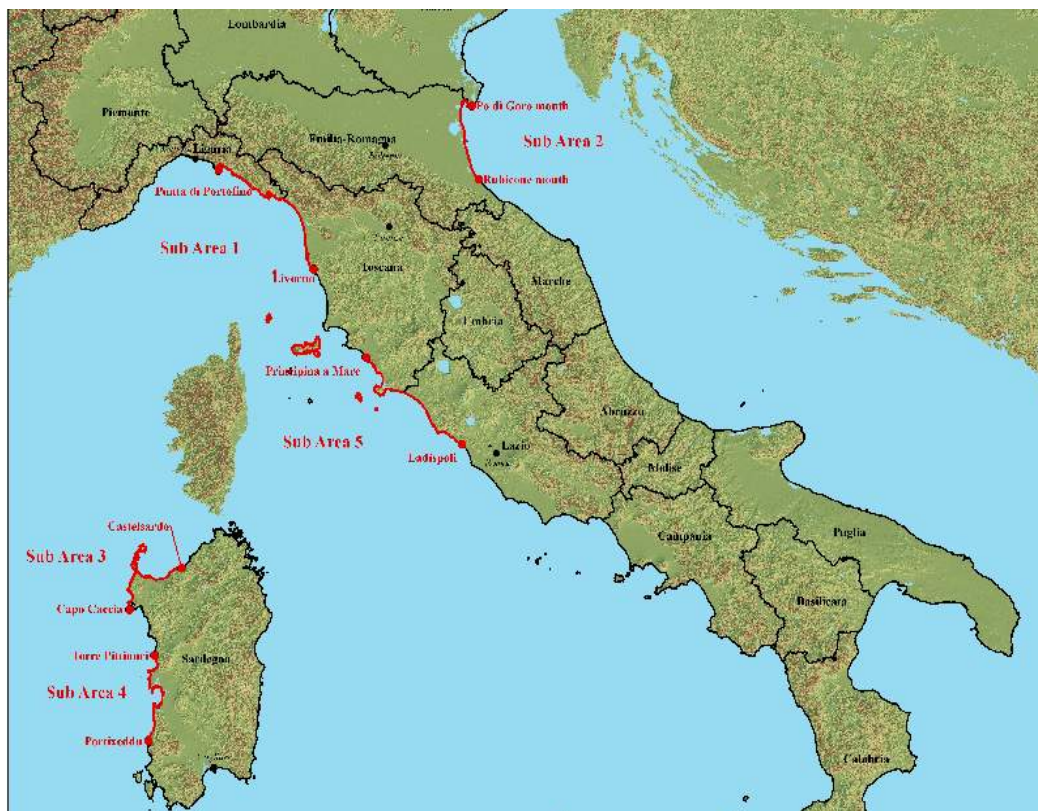 Lombardia
Piemonte
Po di Goro mouth
Emilia-Romagna
Sub Area 2
Liguria
Rubicone mouth
Punta di Portofino
Sub Area 1
Toscana
Livorno
Marche
Umbria
Principina a Mare
Abruzzo
Sub Area 5
Ladispoli
Lazio
Roma
Molise
Castelsardo
Campania
Puglia
Sub Area 3
Capo Caccia
Basilicata
Torre Pittinuri
Sardegna
Sub Area 4
Portixeddu
Calabria